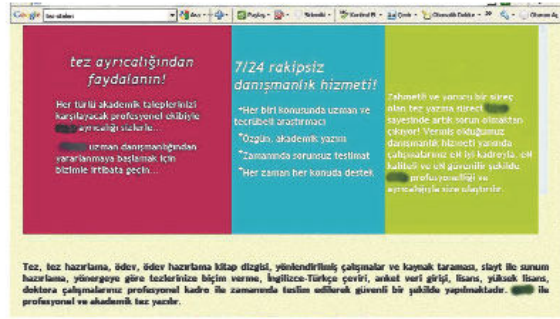 Google
tez siteleri
tez ayrıcalığından
faydalanın!
Her türlü akademik taleplerinizi
karşılayacak profesyonel ekibiyle
ayrıcalığı sizlerle...
uzman danışmanlığından
yararlanmaya başlamak için
bizimle irtibata geçin...
7/24 rakipsiz
danışmanlık hizmeti!
*Her biri konusunda uzman ve
tecrübeli araştırmacı
*Özgün, akademik yazım
*Zamanında sorunsuz teslimat
*Her zaman her konuda destek
Zahmetli ve yorucu bir süreç
olan tez yazma süreci
sayesinde artık sorun olmaktan
çıkıyor! Vermiş olduğumuz
danışmanlık hizmeti yanında
çalışmalarınız en iyi kadroyla, en
kaliteli ve en güvenilir şekilde
profesyonelliği ve
ayrıcalığıyla size ulaştırılır.
Tez, tez hazırlama, ödev, ödev hazırlama kitap dizgisi, yönlendirilmiş çalışmalar ve kaynak taraması, slayt ile sunum
hazırlama, yönergeye göre tezlerinize biçim verme, İngilizce-Türkçe çeviri, anket veri girişi, lisans, yüksek lisans,
doktora çalışmalarınız profesyonel kadro ile zamanında teslim edilerek güvenli bir şekilde yapılmaktadır. ile
profesyonel ve akademik tez yazılır.